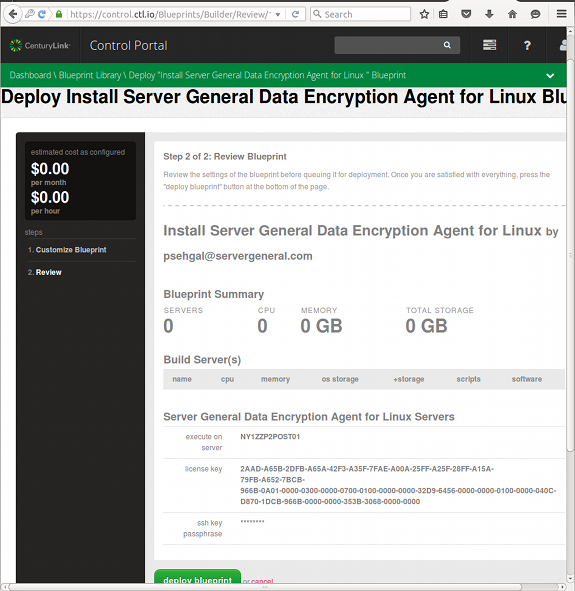 https://control.ctl.io/Blueprints/Builder/Review/
Search
CenturyLink
Control Portal
?
Dashboard \ Blueprint Library \ Deploy "Install Server General Data Encryption Agent for Linux " Blueprint
Deploy Install Server General Data Encryption Agent for Linux Blu
estimated cost as configured
$0.00
per month
$0.00
per hour
steps
1. Customize Blueprint
2. Review
Step 2 of 2: Review Blueprint
Review the settings of the blueprint before queuing it for deployment. Once you are satisfied with everything, press the
"deploy blueprint" button at the bottom of the page.
Install Server General Data Encryption Agent for Linux by
psehgal@servergeneral.com
Blueprint Summary
SERVERS CPU MEMORY TOTAL STORAGE
0 0 0 GB 0 GB
Build Server(s)
name cpu memory os storage +storage scripts software
Server General Data Encryption Agent for Linux Servers
execute on NY1ZZP2POST01
server
license key 2AAD-A65B-2DFB-A65A-42F3-A35F-7FAE-A00A-25FF-A25F-28FF-A15A-
79FB-A652-7BCB-
966B-0A01-0000-0300-0000-0700-0100-0000-0000-32D9-6456-0000-0000-0100-0000-040C-
D870-1DCB-966B-0000-0000-353B-3068-0000-0000
ssh key ********
passphrase
deploy blueprint or cancel